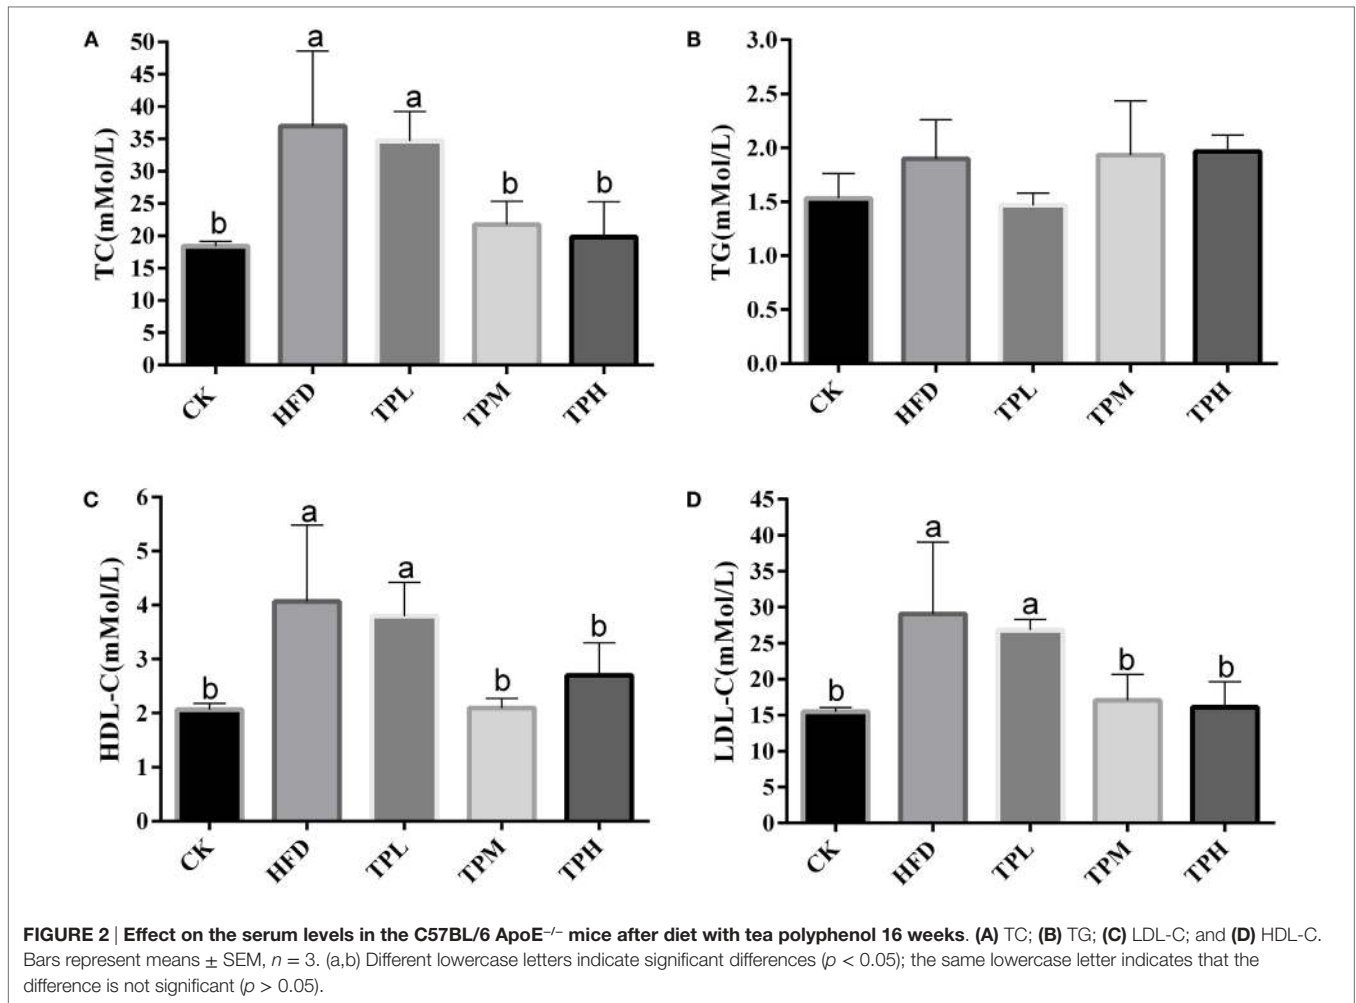 A
TC(mMol/L)
50
45
40
35
30
25
20
15
10
5
0
b
a
a
b
b
CK
HFD
TPL
TPM
TPH
B
TG(mMol/L)
3.0
2.5
2.0
1.5
1.0
0.5
0.0
CK
HFD
TPL
TPM
TPH
C
HDL-C(mMol/L)
6
5
4
3
2
1
0
b
a
a
b
b
CK
HFD
TPL
TPM
TPH
D
LDL-C(mMol/L)
45
40
35
30
25
20
15
10
5
0
b
a
a
b
b
CK
HFD
TPL
TPM
TPH
FIGURE 2 | Effect on the serum levels in the C57BL/6 ApoE⁻/⁻ mice after diet with tea polyphenol 16 weeks. (A) TC; (B) TG; (C) LDL-C; and (D) HDL-C.
Bars represent means ± SEM, n = 3. (a,b) Different lowercase letters indicate significant differences (p < 0.05); the same lowercase letter indicates that the
difference is not significant (p > 0.05).